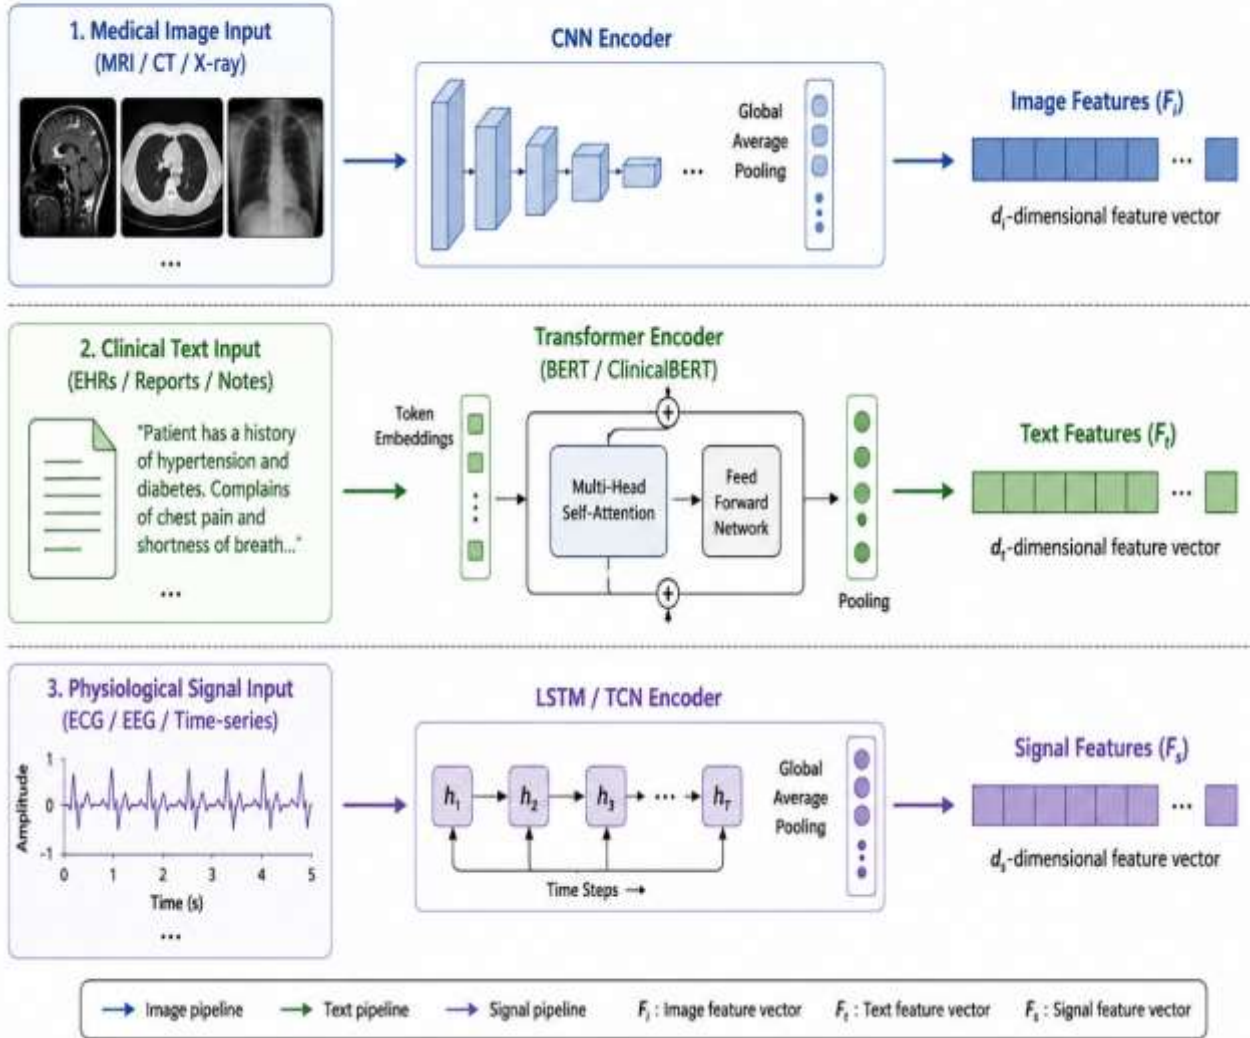 1. Medical Image Input
(MRI / CT / X-ray)
...
CNN Encoder
...
Global
Average
Pooling
Image Features (Fᵢ)
...
dᵢ-dimensional feature vector
2. Clinical Text Input
(EHRs / Reports / Notes)
"Patient has a history
of hypertension and
diabetes. Complains
of chest pain and
shortness of breath..."
...
Transformer Encoder
(BERT / ClinicalBERT)
Token
Embeddings
+
Multi-Head
Self-Attention
Feed
Forward
Network
+
Pooling
Text Features (Fₜ)
...
dₜ-dimensional feature vector
3. Physiological Signal Input
(ECG / EEG / Time-series)
Amplitude
1
0
-1
0 1 2 3 4 5
Time (s)
...
LSTM / TCN Encoder
h₁ h₂ h₃ ... h_T
Time Steps →
Global
Average
Pooling
Signal Features (Fₛ)
...
dₛ-dimensional feature vector
Image pipeline Text pipeline Signal pipeline Fᵢ : Image feature vector Fₜ : Text feature vector Fₛ : Signal feature vector